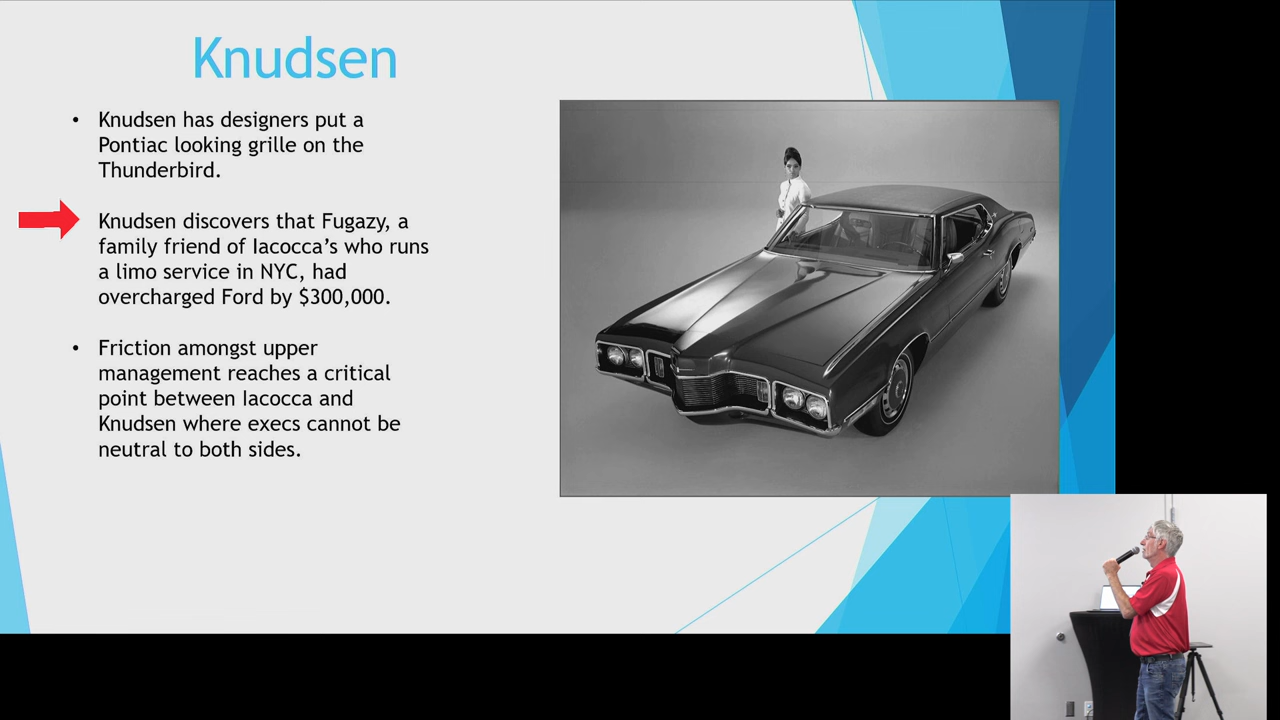 Knudsen
• Knudsen has designers put a
Pontiac looking grille on the
Thunderbird.
Knudsen discovers that Fugazy, a
family friend of Iacocca’s who runs
a limo service in NYC, had
overcharged Ford by $300,000.
• Friction amongst upper
management reaches a critical
point between Iacocca and
Knudsen where execs cannot be
neutral to both sides.